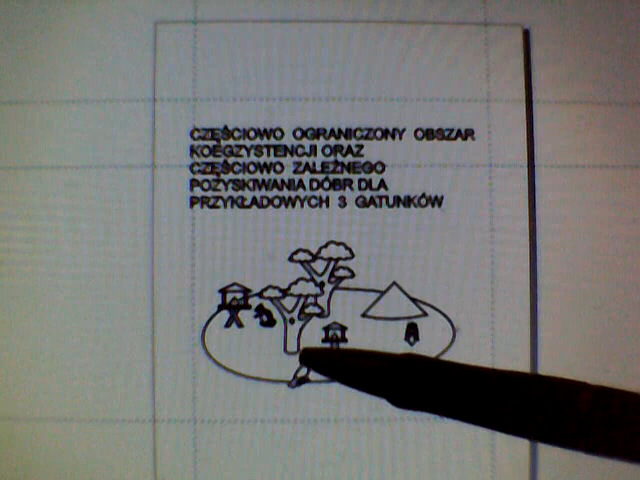 CZĘŚCIOWO OGRANICZONY OBSZAR
KOEGZYSTENCJI ORAZ
CZĘŚCIOWO ZALEŻNEGO
POZYSKIWANIA DÓBR DLA
PRZYKŁADOWYCH 3 GATUNKÓW